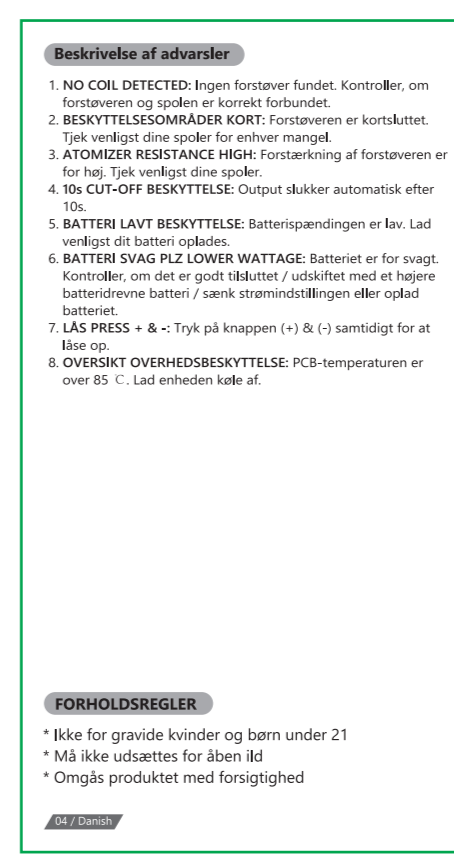 Beskrivelse af advarsler
1. NO COIL DETECTED: Ingen forstøver fundet. Kontroller, om
forstøveren og spolen er korrekt forbundet.
2. BESKYTTELSESOMRÅDER KORT: Forstøveren er kortsluttet.
Tjek venligst dine spoler for enhver mangel.
3. ATOMIZER RESISTANCE HIGH: Forstærkning af forstøveren er
for høj. Tjek venligst dine spoler.
4. 10s CUT-OFF BESKYTTELSE: Output slukker automatisk efter
10s.
5. BATTERI LAVT BESKYTTELSE: Batterispændingen er lav. Lad
venligst dit batteri oplades.
6. BATTERI SVAG PLZ LOWER WATTAGE: Batteriet er for svagt.
Kontroller, om det er godt tilsluttet / udskiftet med et højere
batteridrevne batteri / sænk strømindstillingen eller oplad
batteriet.
7. LÅS PRESS + & -: Tryk på knappen (+) & (-) samtidigt for at
låse op.
8. OVERSIKT OVERHEDSBESKYTTELSE: PCB-temperaturen er
over 85 ℃. Lad enheden køle af.
FORHOLDSREGLER
* Ikke for gravide kvinder og børn under 21
* Må ikke udsættes for åben ild
* Omgås produktet med forsigtighed
04 / Danish